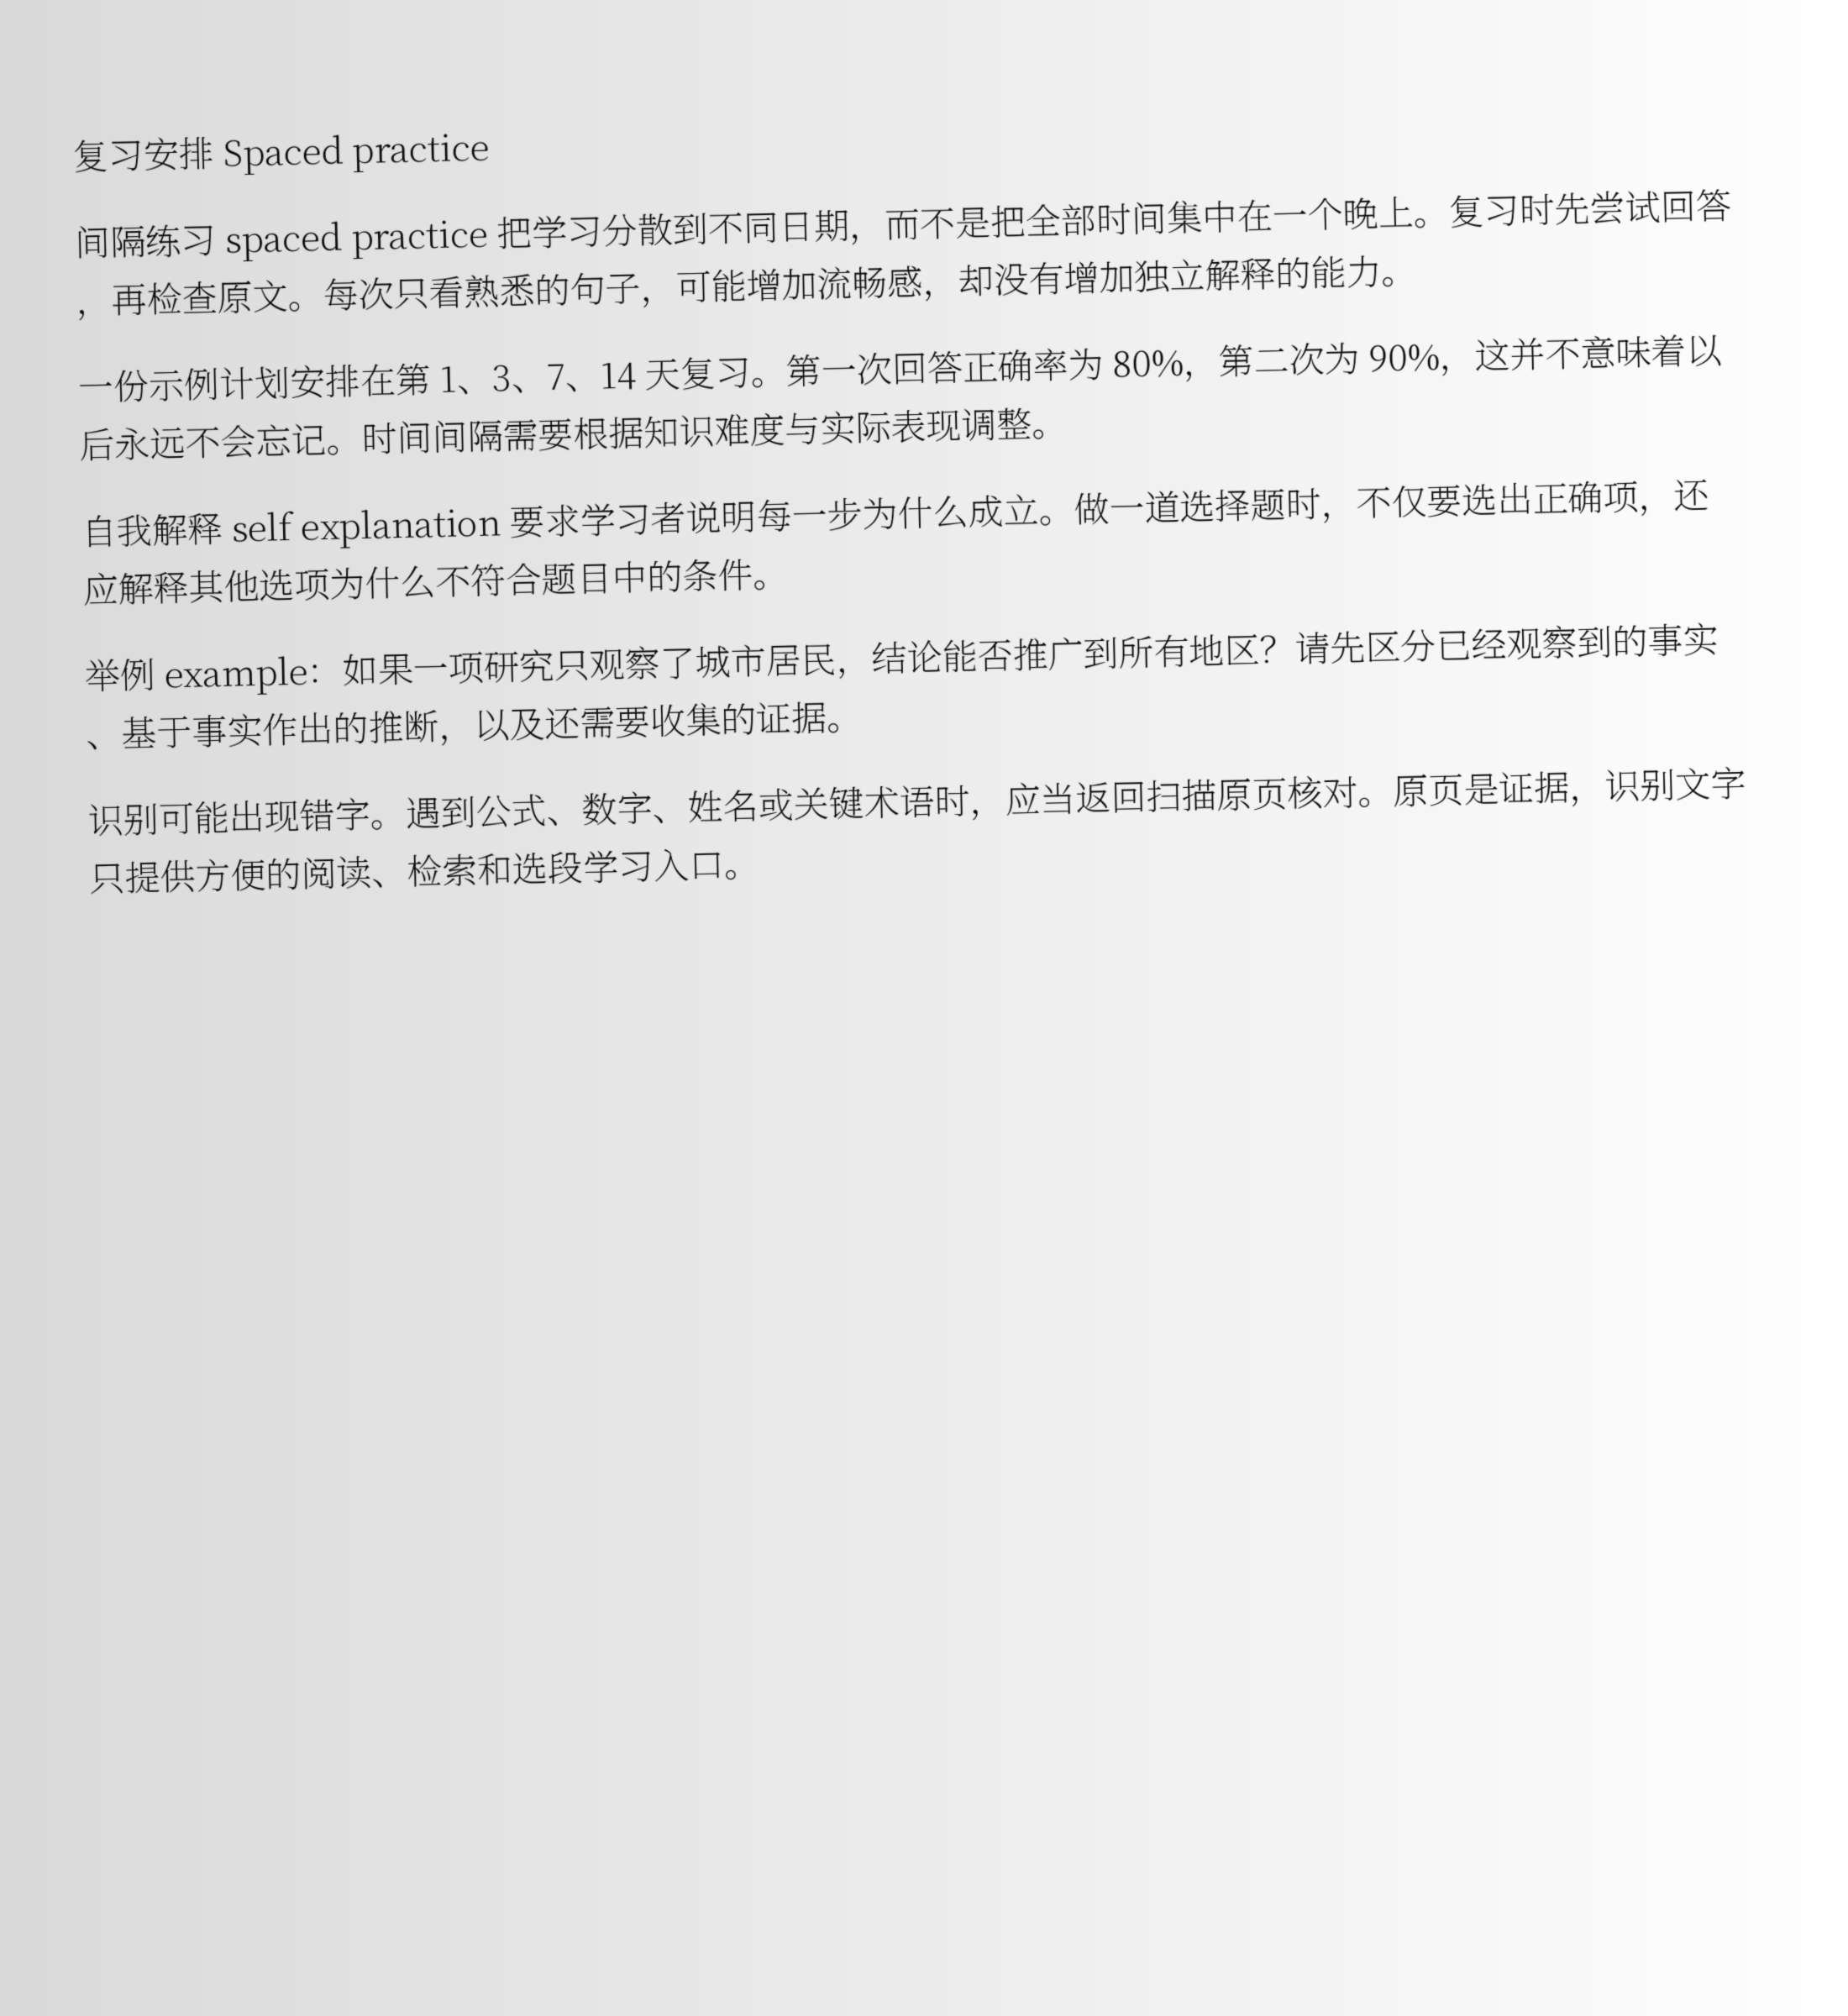 复习安排 Spaced practice
间隔练习 spaced practice 把学习分散到不同日期，而不是把全部时间集中在一个晚上。复习时先尝试回答
，再检查原文。每次只看熟悉的句子，可能增加流畅感，却没有增加独立解释的能力。
一份示例计划安排在第 1、3、7、14 天复习。第一次回答正确率为 80%，第二次为 90%，这并不意味着以
后永远不会忘记。时间间隔需要根据知识难度与实际表现调整。
自我解释 self explanation 要求学习者说明每一步为什么成立。做一道选择题时，不仅要选出正确项，还
应解释其他选项为什么不符合题目中的条件。
举例 example：如果一项研究只观察了城市居民，结论能否推广到所有地区？请先区分已经观察到的事实
、基于事实作出的推断，以及还需要收集的证据。
识别可能出现错字。遇到公式、数字、姓名或关键术语时，应当返回扫描原页核对。原页是证据，识别文字
只提供方便的阅读、检索和选段学习入口。